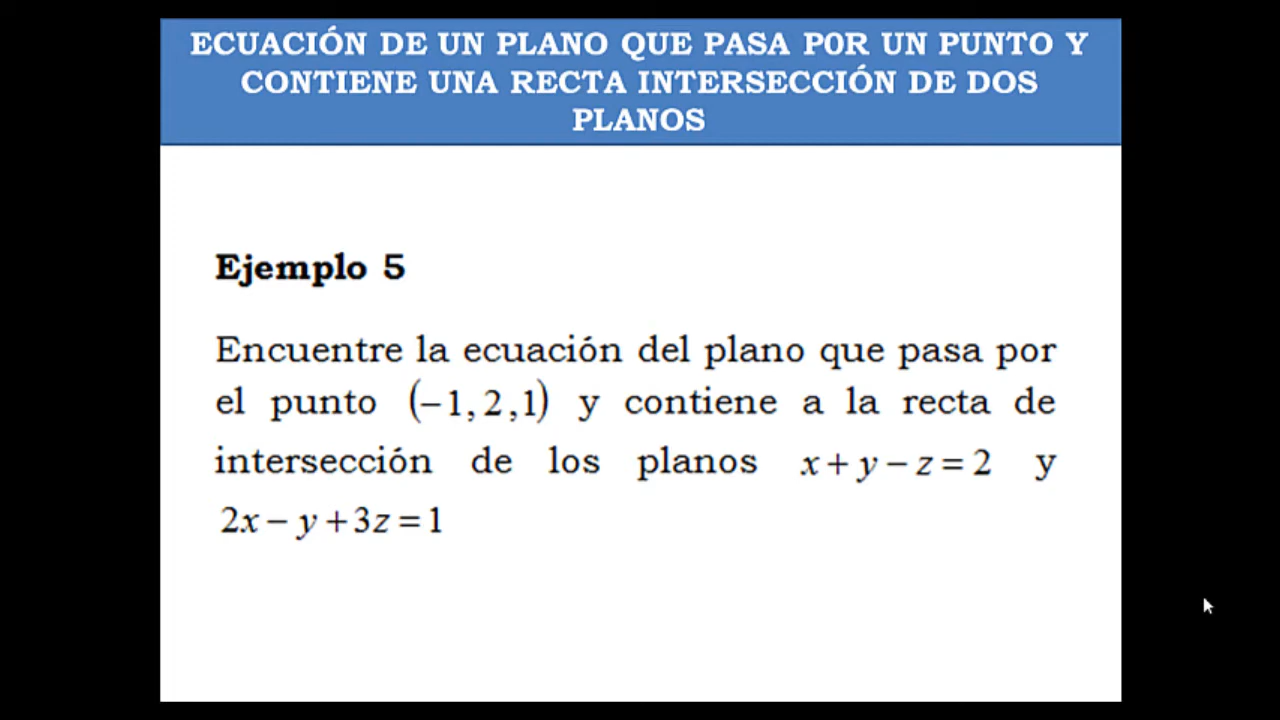 ECUACIÓN DE UN PLANO QUE PASA POR UN PUNTO Y
CONTIENE UNA RECTA INTERSECCIÓN DE DOS
PLANOS
Ejemplo 5
Encuentre la ecuación del plano que pasa por
el punto (−1, 2, 1) y contiene a la recta de
intersección de los planos x + y − z = 2 y
2x − y + 3z = 1